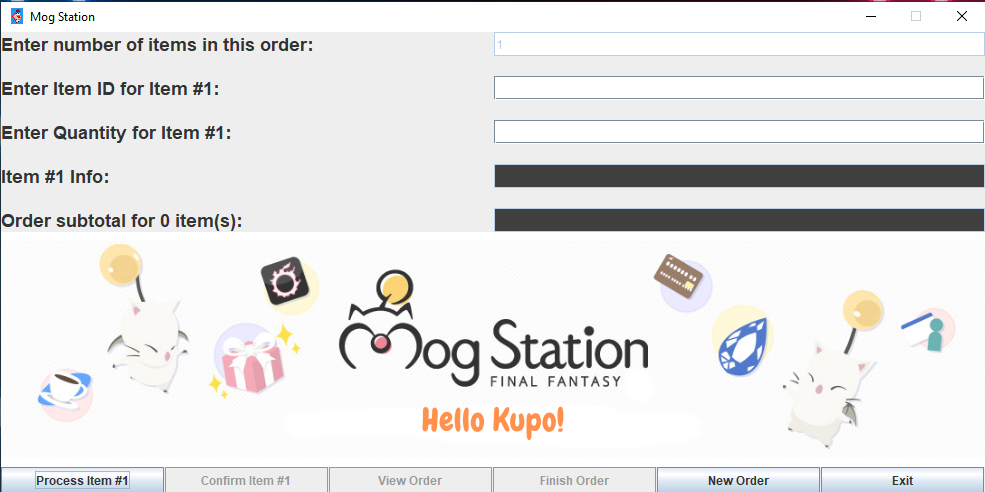 Mog Station
Enter number of items in this order:
1
Enter Item ID for Item #1:
Enter Quantity for Item #1:
Item #1 Info:
Order subtotal for 0 item(s):
Mog Station
FINAL FANTASY
Hello Kupo!
Process Item #1
Confirm Item #1
View Order
Finish Order
New Order
Exit